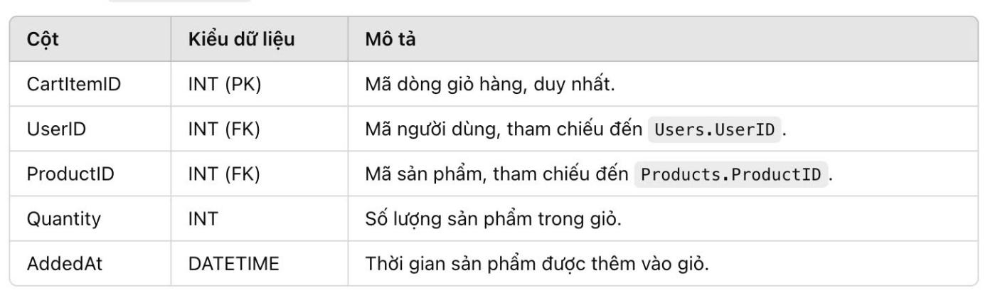 Cột Kiểu dữ liệu Mô tả
CartItemID INT (PK) Mã dòng giỏ hàng, duy nhất.
UserID INT (FK) Mã người dùng, tham chiếu đến Users.UserID.
ProductID INT (FK) Mã sản phẩm, tham chiếu đến Products.ProductID.
Quantity INT Số lượng sản phẩm trong giỏ.
AddedAt DATETIME Thời gian sản phẩm được thêm vào giỏ.